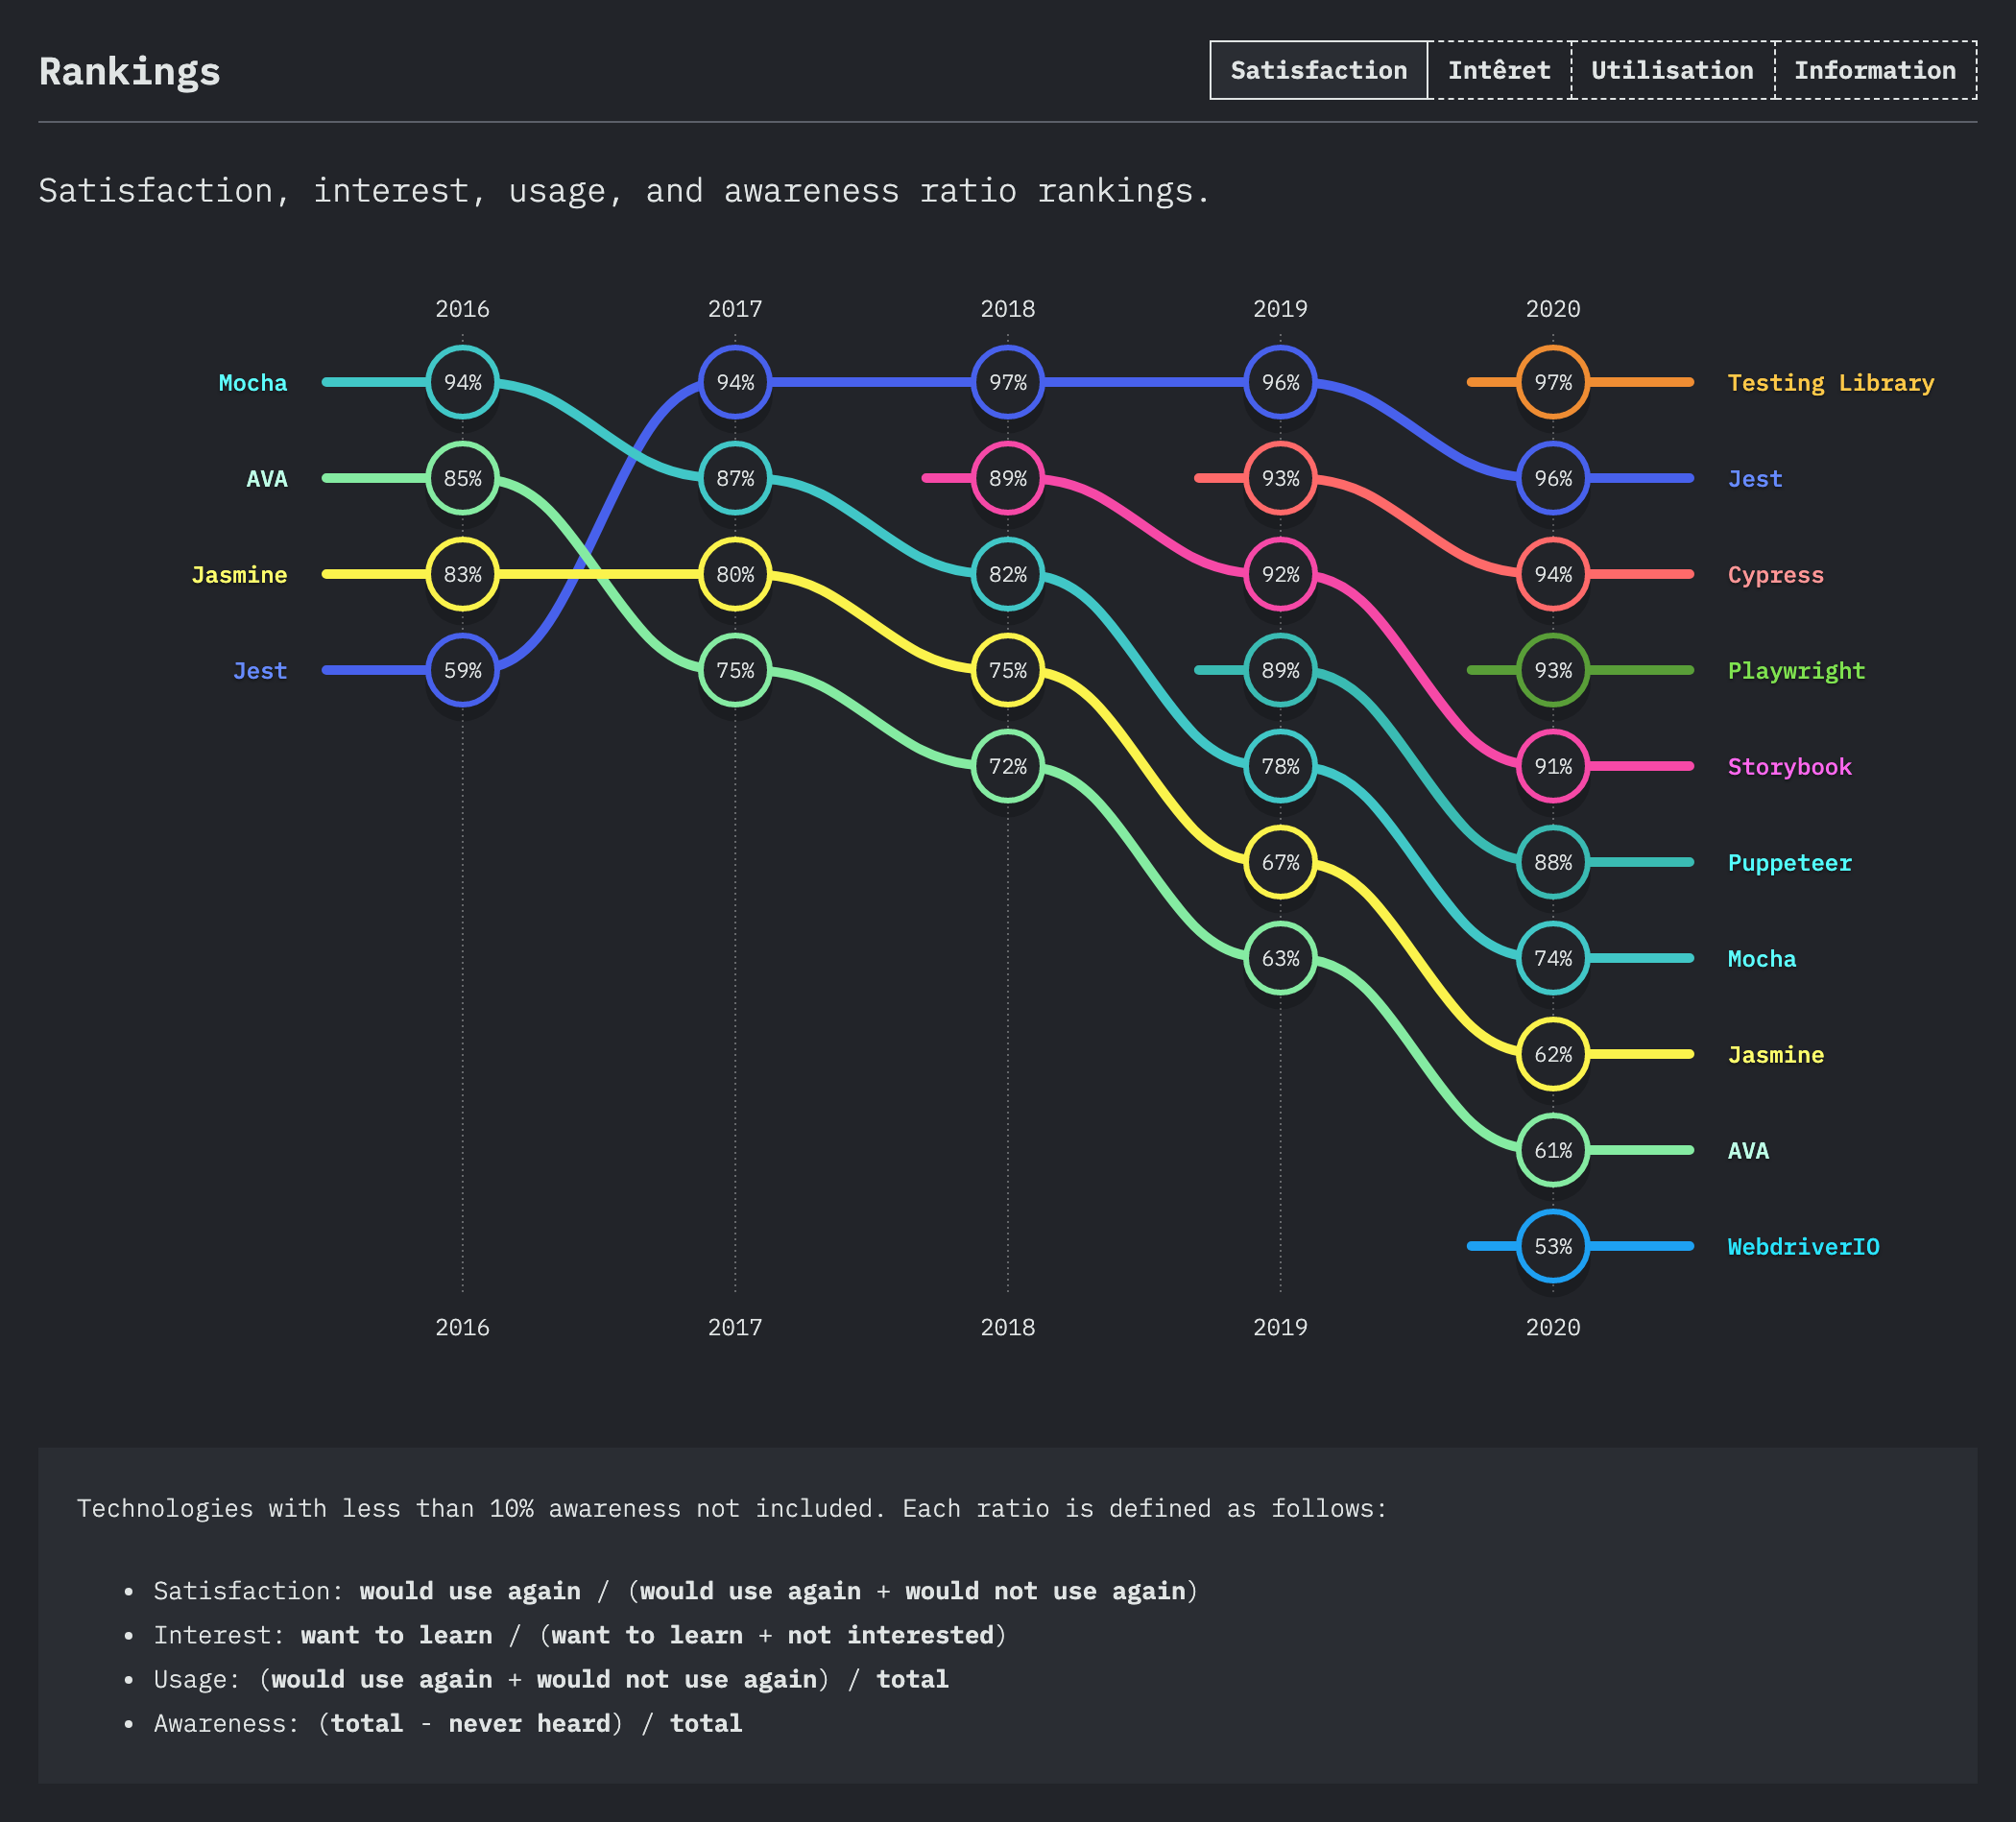 Rankings
Satisfaction Intêret Utilisation Information
Satisfaction, interest, usage, and awareness ratio rankings.
2016 2017 2018 2019 2020
Mocha 94% 94% 97% 96% 97% Testing Library
AVA 85% 87% 89% 93% 96% Jest
Jasmine 83% 80% 82% 92% 94% Cypress
Jest 59% 75% 75% 89% 93% Playwright
72% 78% 91% Storybook
67% 88% Puppeteer
63% 74% Mocha
62% Jasmine
61% AVA
53% WebdriverIO
2016 2017 2018 2019 2020
Technologies with less than 10% awareness not included. Each ratio is defined as follows:
• Satisfaction: would use again / (would use again + would not use again)
• Interest: want to learn / (want to learn + not interested)
• Usage: (would use again + would not use again) / total
• Awareness: (total - never heard) / total